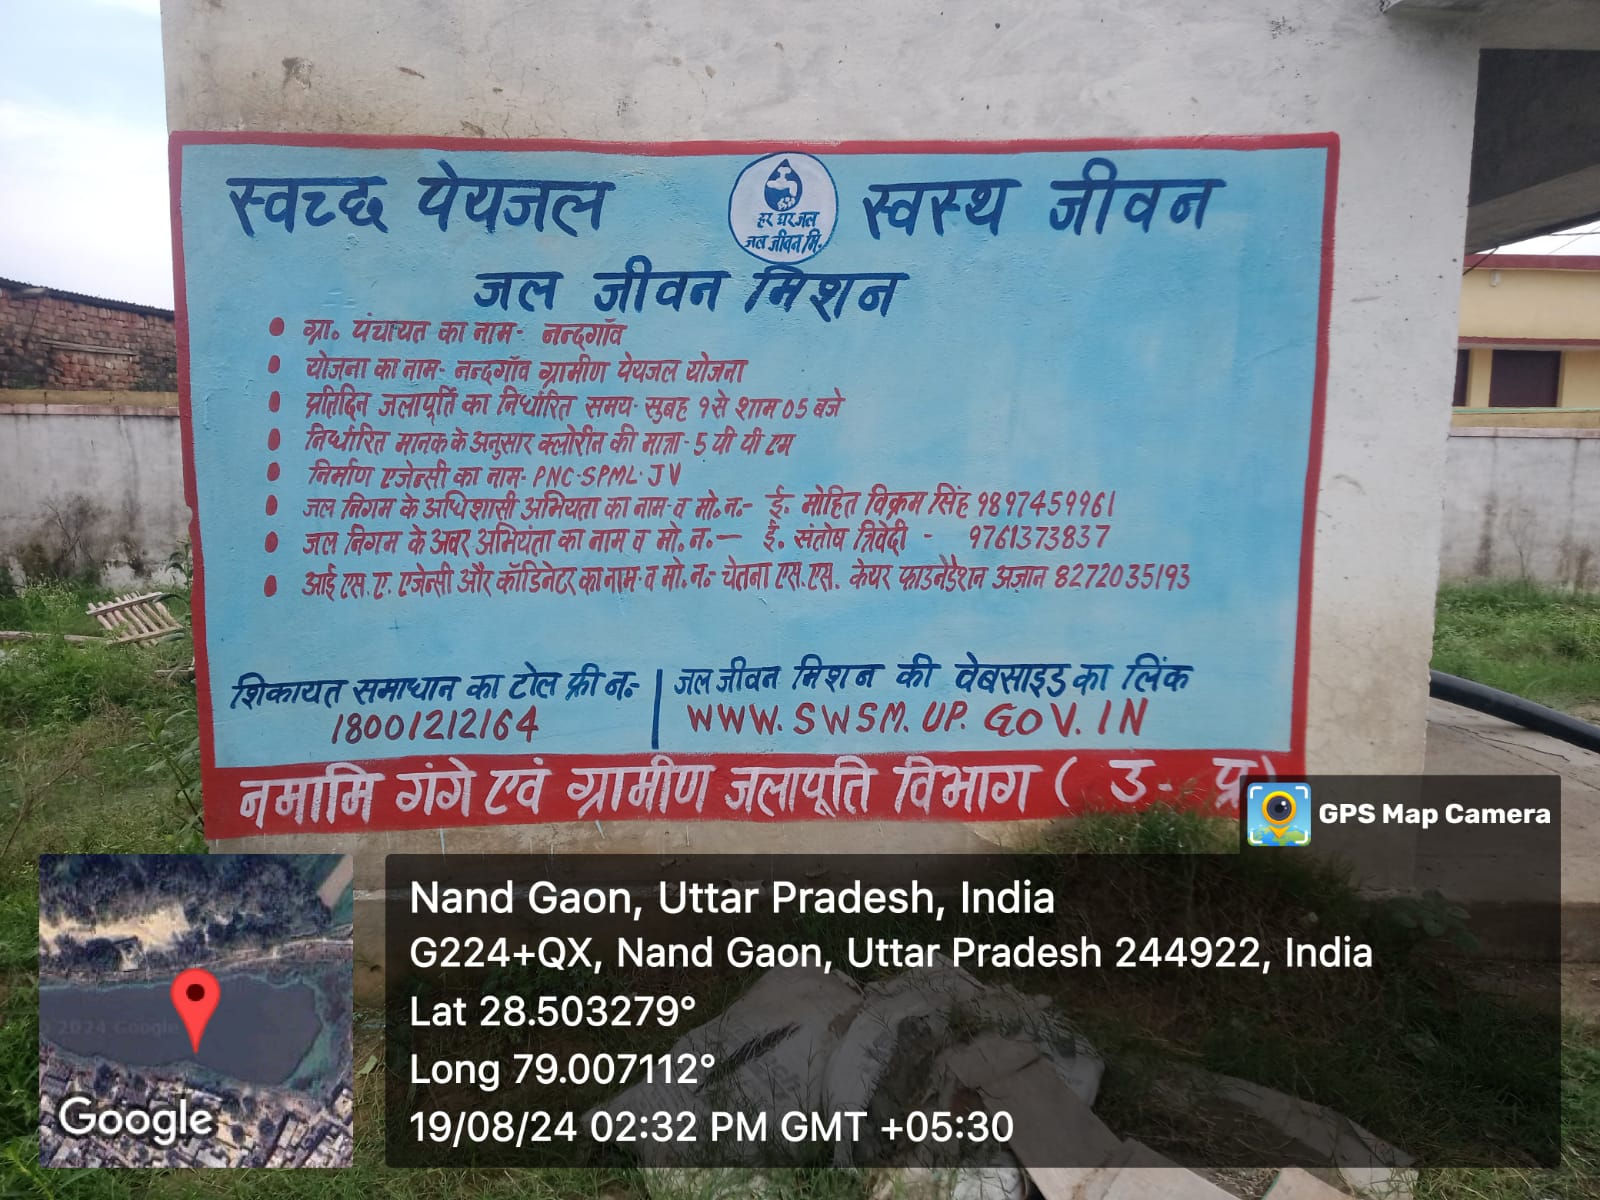 स्वच्छ पेयजल
हर घर जल
जल जीवन मि.
स्वस्थ जीवन
जल जीवन मिशन
ग्रा. पंचायत का नाम- नन्दगाँव
योजना का नाम- नन्दगाँव ग्रामीण पेयजल योजना
प्रतिदिन जलापूर्ति का निर्धारित समय- सुबह 9 से शाम 05 बजे
निर्धारित मानक के अनुसार क्लोरीन की मात्रा- 5 पी पी एम
निर्माण एजेन्सी का नाम- PNC-SPML-JV
जल निगम के अधिशासी अभियता का नाम-व मो.न.- ई. मोहित विक्रम सिंह 9897459961
जल निगम के अवर अभियंता का नाम व मो.न.- ई. संतोष त्रिवेदी - 9761373837
आई एस.ए. एजेन्सी और कॉडिनेटर का नाम-व मो.न.- चेतना एस.एस. केयर फाउनैडेशन अज़ान 8272035193
शिकायत समाधान का टोल फ्री न.-
18001212164
जल जीवन मिशन की वेबसाइड का लिंक
WWW.SWSM.UP.GOV.IN
नमामि गंगे एवं ग्रामीण जलापूति विभाग ( उ- प्र)
GPS Map Camera
Nand Gaon, Uttar Pradesh, India
G224+QX, Nand Gaon, Uttar Pradesh 244922, India
Lat 28.503279°
Long 79.007112°
19/08/24 02:32 PM GMT +05:30
© 2024 Google
Google